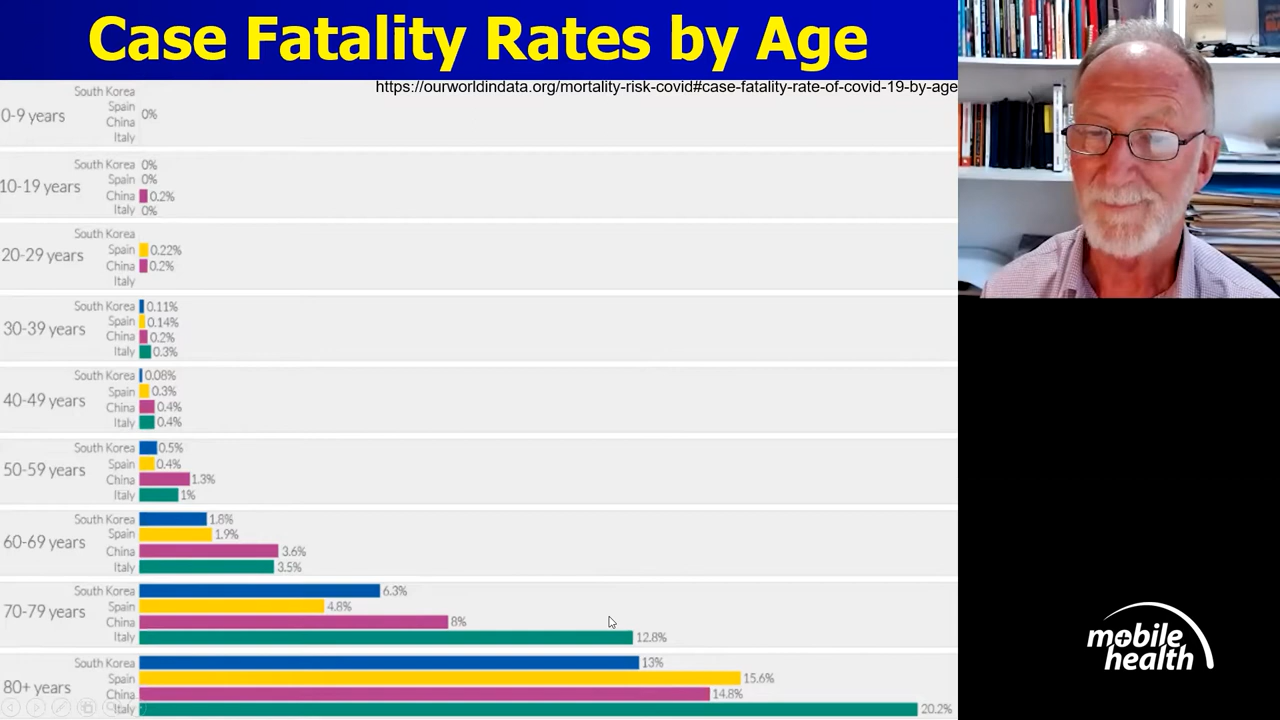 Case Fatality Rates by Age
https://ourworldindata.org/mortality-risk-covid#case-fatality-rate-of-covid-19-by-age
0-9 years
South Korea
Spain
China
Italy
0%
10-19 years
South Korea 0%
Spain 0%
China 0.2%
Italy 0%
20-29 years
South Korea
Spain 0.22%
China 0.2%
Italy
30-39 years
South Korea 0.11%
Spain 0.14%
China 0.2%
Italy 0.3%
40-49 years
South Korea 0.08%
Spain 0.3%
China 0.4%
Italy 0.4%
50-59 years
South Korea 0.5%
Spain 0.4%
China 1.3%
Italy 1%
60-69 years
South Korea 1.8%
Spain 1.9%
China 3.6%
Italy 3.5%
70-79 years
South Korea 6.3%
Spain 4.8%
China 8%
Italy 12.8%
80+ years
South Korea 13%
Spain 15.6%
China 14.8%
Italy 20.2%
mobile
health